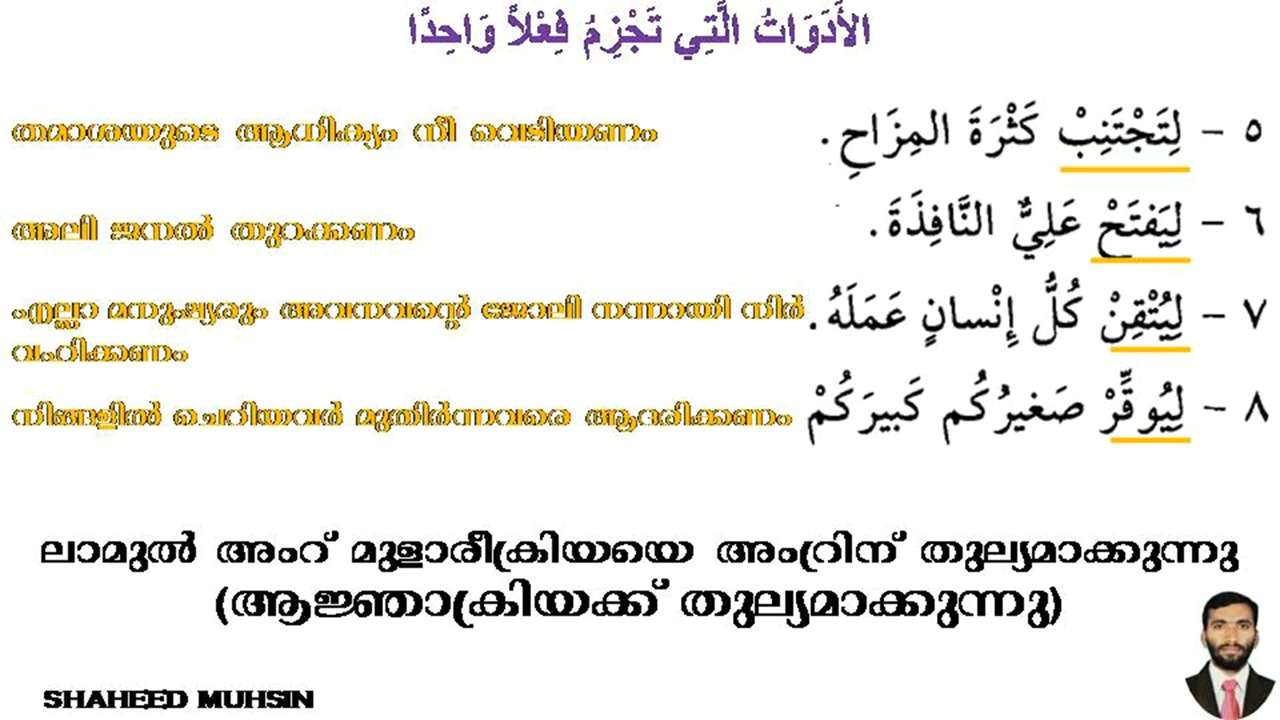 الأَدَوَاتُ الَّتِي تَجْزِمُ فِعْلاً وَاحِدًا
٥ - لِتَجْتَنِبْ كَثْرَةَ المِزَاحِ.
തമാശയുടെ ആധിക്യം നീ വെടിയണം
٦ - لِيَفتَحْ عَلِيٌّ النَّافِذَةَ.
അലി ജനൽ തുറക്കണം
٧ - لِيُتْقِنْ كُلُّ إِنْسانٍ عَمَلَهُ.
എല്ലാ മനുഷ്യരും അവനവന്റെ ജോലി നന്നായി നിർ
വഹിക്കണം
٨ - لِيُوقِّرْ صَغيرُكُم كَبيرَكُمْ
നിങ്ങളിൽ ചെറിയവർ മുതിർന്നവരെ ആദരിക്കണം
ലാമുൽ അംറ് മുളാരീക്രിയയെ അംറിന് തുല്യമാക്കുന്നു
(ആജ്ഞാക്രിയക്ക് തുല്യമാക്കുന്നു)
SHAHEED MUHSIN